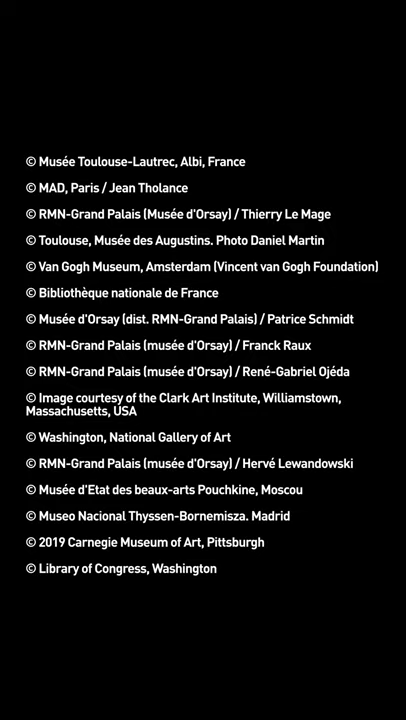 © Musée Toulouse-Lautrec, Albi, France
© MAD, Paris / Jean Tholance
© RMN-Grand Palais (Musée d'Orsay) / Thierry Le Mage
© Toulouse, Musée des Augustins. Photo Daniel Martin
© Van Gogh Museum, Amsterdam (Vincent van Gogh Foundation)
© Bibliothèque nationale de France
© Musée d'Orsay (dist. RMN-Grand Palais) / Patrice Schmidt
© RMN-Grand Palais (musée d'Orsay) / Franck Raux
© RMN-Grand Palais (musée d'Orsay) / René-Gabriel Ojéda
© Image courtesy of the Clark Art Institute, Williamstown,
Massachusetts, USA
© Washington, National Gallery of Art
© RMN-Grand Palais (musée d'Orsay) / Hervé Lewandowski
© Musée d'Etat des beaux-arts Pouchkine, Moscou
© Museo Nacional Thyssen-Bornemisza. Madrid
© 2019 Carnegie Museum of Art, Pittsburgh
© Library of Congress, Washington